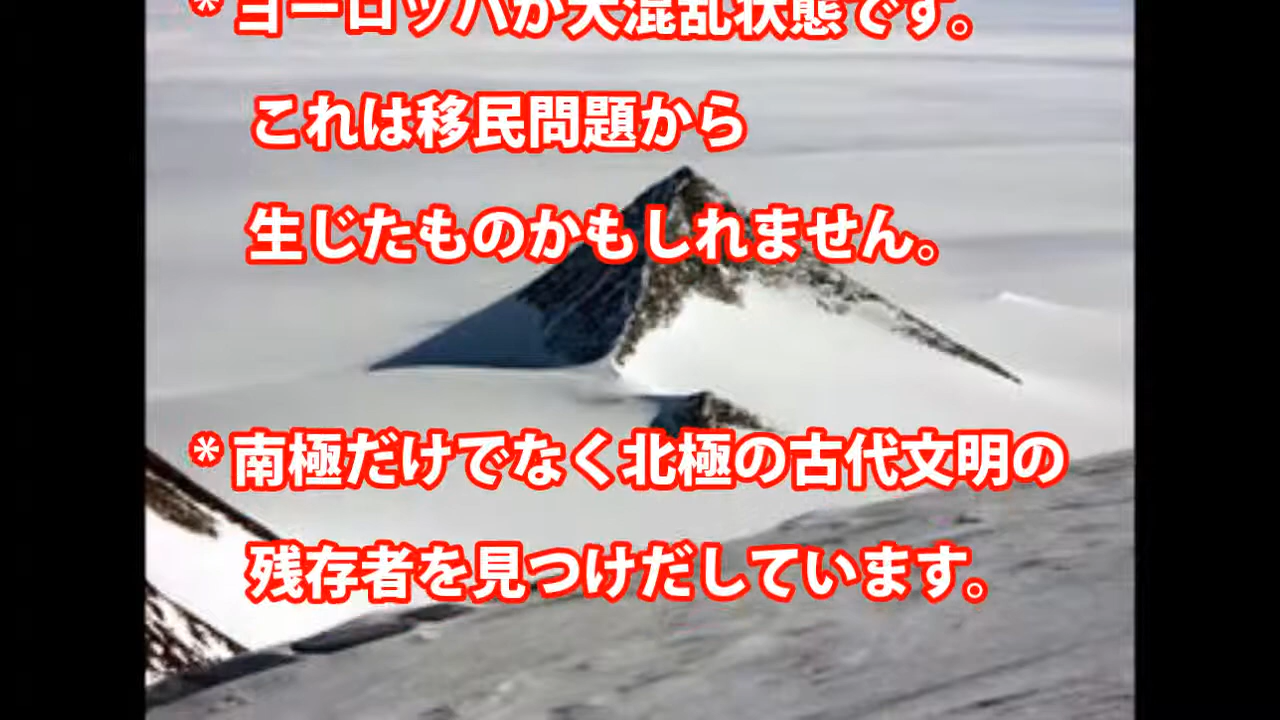 *ヨーロッパが大混乱状態です。
これは移民問題から
生じたものかもしれません。
*南極だけでなく北極の古代文明の
残存者を見つけだしています。